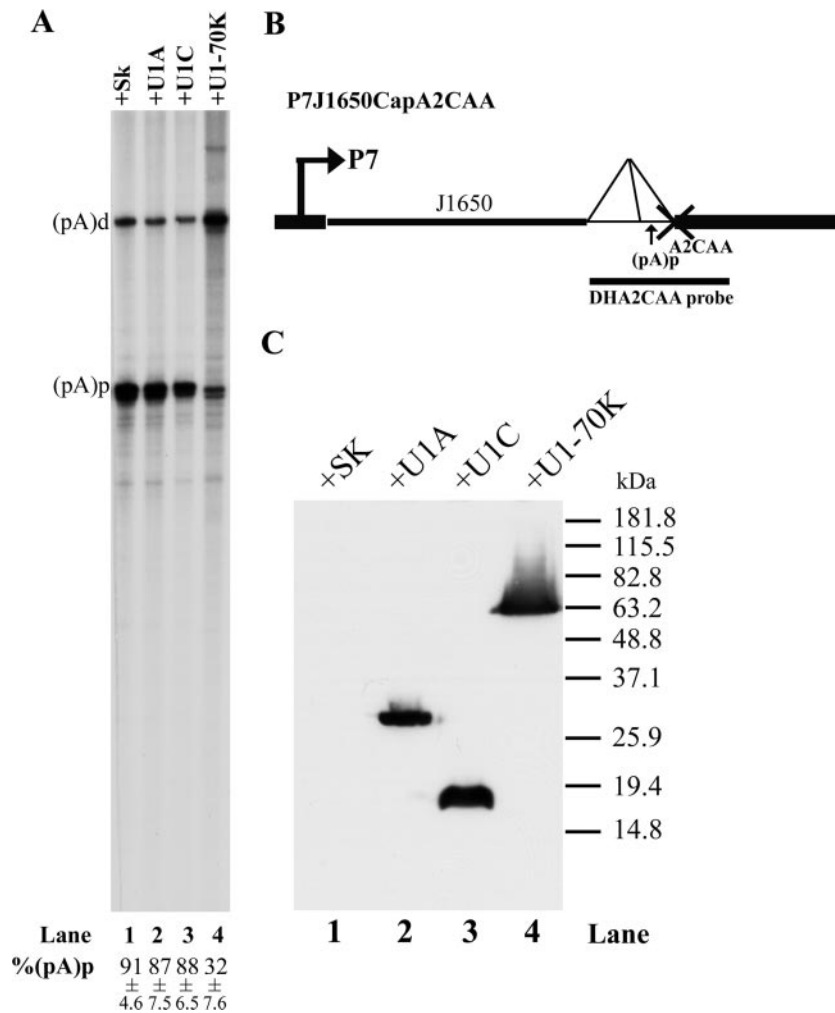 A
+Sk
+U1A
+U1C
+U1-70K
(pA)d
(pA)p
Lane 1 2 3 4
%(pA)p 91 87 88 32
± ± ± ±
4.6 7.5 6.5 7.6
B
P7J1650CapA2CAA
P7
J1650
A2CAA
(pA)p
DHA2CAA probe
C
+SK
+U1A
+U1C
+U1-70K
kDa
181.8
115.5
82.8
63.2
48.8
37.1
25.9
19.4
14.8
1 2 3 4 Lane